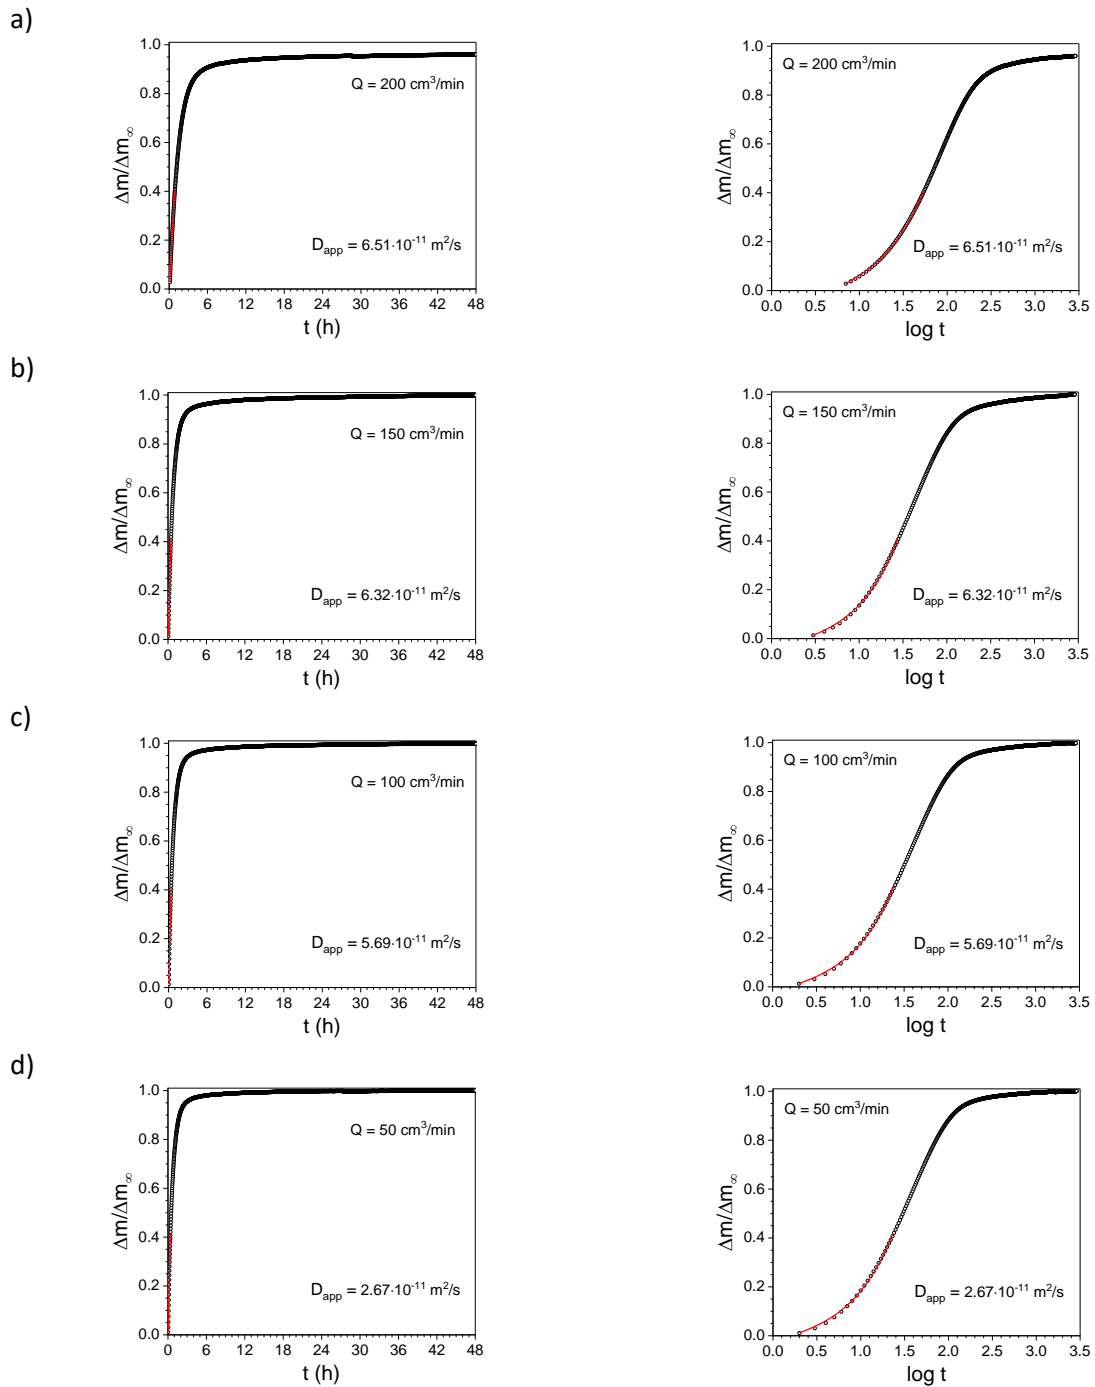 a)
1.0
0.8
0.6
0.4
0.2
0.0
Δm/Δm∞
Q = 200 cm³/min
Dapp = 6.51·10⁻¹¹ m²/s
0 6 12 18 24 30 36 42 48
t (h)
1.0
0.8
0.6
0.4
0.2
0.0
Δm/Δm∞
Q = 200 cm³/min
Dapp = 6.51·10⁻¹¹ m²/s
0.0 0.5 1.0 1.5 2.0 2.5 3.0 3.5
log t
b)
1.0
0.8
0.6
0.4
0.2
0.0
Δm/Δm∞
Q = 150 cm³/min
Dapp = 6.32·10⁻¹¹ m²/s
0 6 12 18 24 30 36 42 48
t (h)
1.0
0.8
0.6
0.4
0.2
0.0
Δm/Δm∞
Q = 150 cm³/min
Dapp = 6.32·10⁻¹¹ m²/s
0.0 0.5 1.0 1.5 2.0 2.5 3.0 3.5
log t
c)
1.0
0.8
0.6
0.4
0.2
0.0
Δm/Δm∞
Q = 100 cm³/min
Dapp = 5.69·10⁻¹¹ m²/s
0 6 12 18 24 30 36 42 48
t (h)
1.0
0.8
0.6
0.4
0.2
0.0
Δm/Δm∞
Q = 100 cm³/min
Dapp = 5.69·10⁻¹¹ m²/s
0.0 0.5 1.0 1.5 2.0 2.5 3.0 3.5
log t
d)
1.0
0.8
0.6
0.4
0.2
0.0
Δm/Δm∞
Q = 50 cm³/min
Dapp = 2.67·10⁻¹¹ m²/s
0 6 12 18 24 30 36 42 48
t (h)
1.0
0.8
0.6
0.4
0.2
0.0
Δm/Δm∞
Q = 50 cm³/min
Dapp = 2.67·10⁻¹¹ m²/s
0.0 0.5 1.0 1.5 2.0 2.5 3.0 3.5
log t